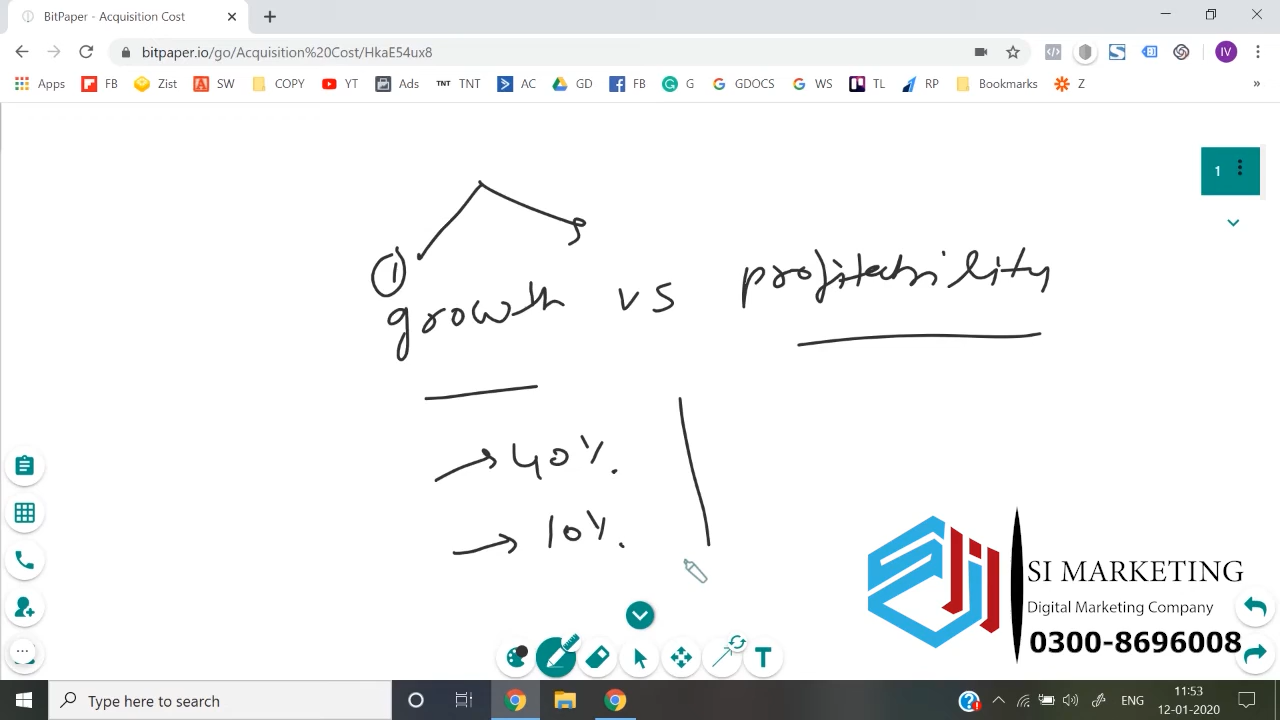 BitPaper - Acquisition Cost
bitpaper.io/go/Acquisition%20Cost/HkaE54ux8
IV
Apps FB Zist SW COPY YT Ads TNT TNT AC GD FB G GDOCS WS TL RP Bookmarks Z »
1
①
growth vs profitability
→ 40%.
→ 10%.
SI MARKETING
Digital Marketing Company
0300-8696008
T
Type here to search
ENG
11:53
12-01-2020